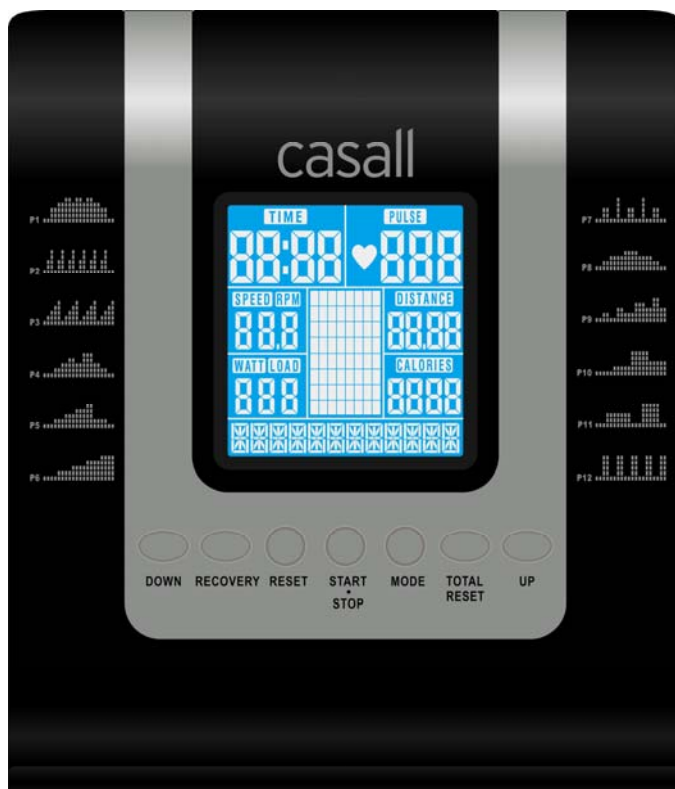 casall
TIME PULSE
88:88 888
SPEED RPM DISTANCE
88.8 88.88
WATT LOAD CALORIES
888 8888
P1
P2
P3
P4
P5
P6
P7
P8
P9
P10
P11
P12
DOWN RECOVERY RESET START • STOP MODE TOTAL RESET UP